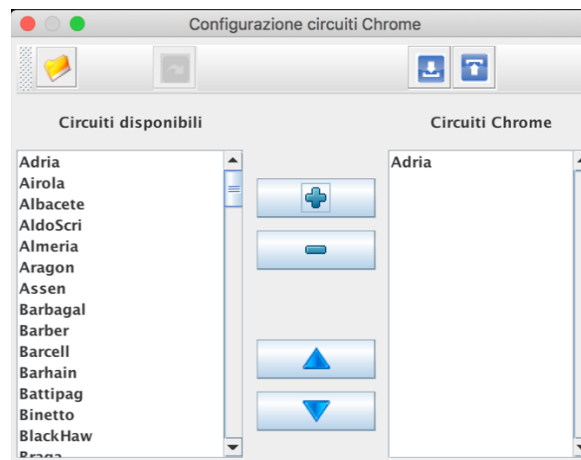 Configurazione circuiti Chrome
Circuiti disponibili
Circuiti Chrome
Adria
Airola
Albacete
AldoScri
Almeria
Aragon
Assen
Barbagal
Barber
Barcell
Barhain
Battipag
Binetto
BlackHaw
Braga
Adria